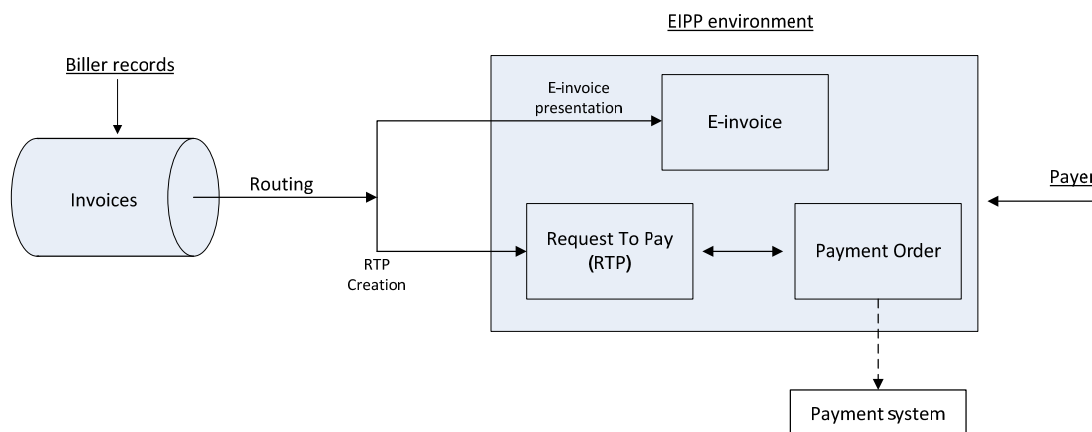 EIPP environment
Biller records
E-invoice
presentation
E-invoice
Invoices
Routing
Payer
Request To Pay
(RTP)
Payment Order
RTP
Creation
Payment system